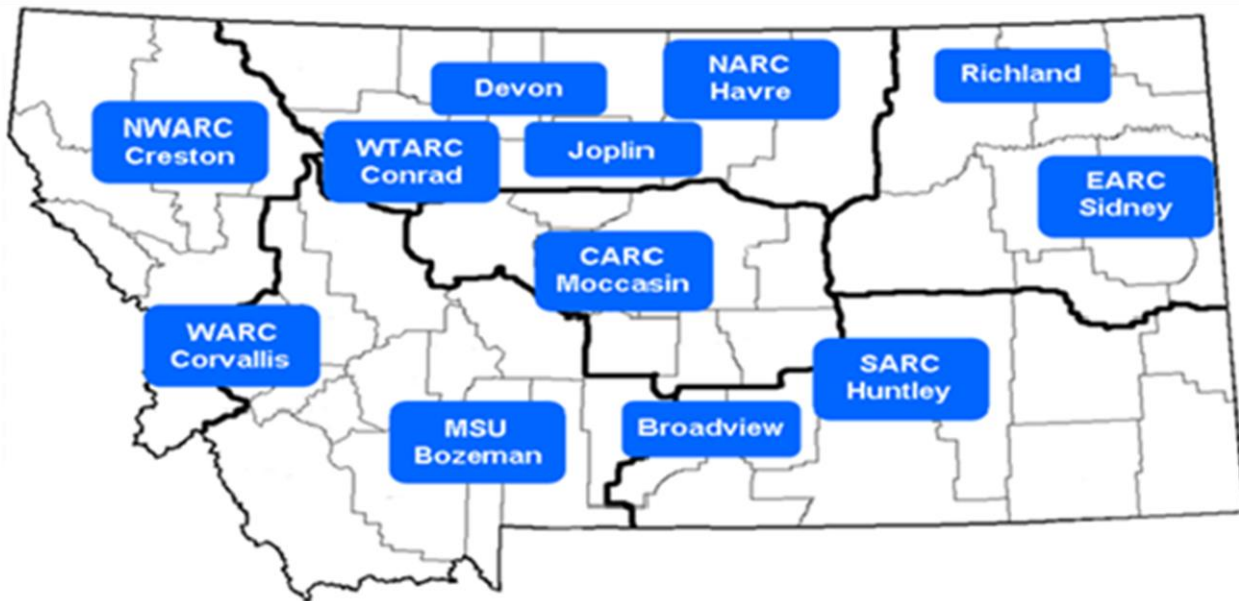 NARC
Havre
Richland
Devon
NWARC
Creston
WTARC
Conrad
Joplin
EARC
Sidney
CARC
Moccasin
WARC
Corvallis
SARC
Huntley
MSU
Bozeman
Broadview